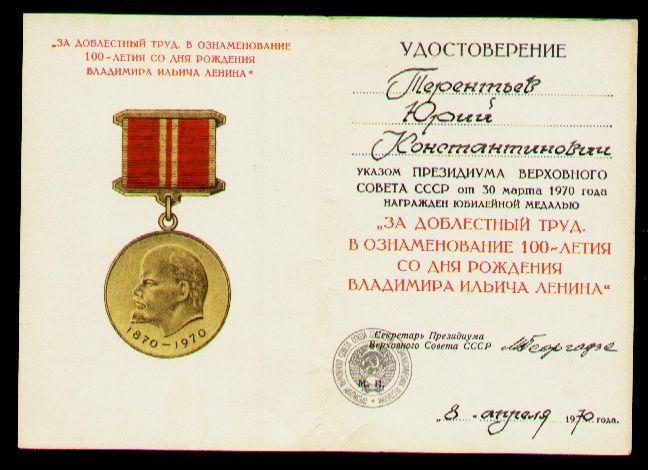 „ЗА ДОБЛЕСТНЫЙ ТРУД. В ОЗНАМЕНОВАНИЕ
100-ЛЕТИЯ СО ДНЯ РОЖДЕНИЯ
ВЛАДИМИРА ИЛЬИЧА ЛЕНИНА“
1870–1970
УДОСТОВЕРЕНИЕ
Терентьев
Юрий
Константинович
УКАЗОМ ПРЕЗИДИУМА ВЕРХОВНОГО
СОВЕТА СССР от 30 марта 1970 года
НАГРАЖДЕН ЮБИЛЕЙНОЙ МЕДАЛЬЮ
„ЗА ДОБЛЕСТНЫЙ ТРУД.
В ОЗНАМЕНОВАНИЕ 100-ЛЕТИЯ
СО ДНЯ РОЖДЕНИЯ
ВЛАДИМИРА ИЛЬИЧА ЛЕНИНА“
Секретарь Президиума
Верховного Совета СССР
МГеоргадзе
М. П.
„8 “ апреля 1970 года.